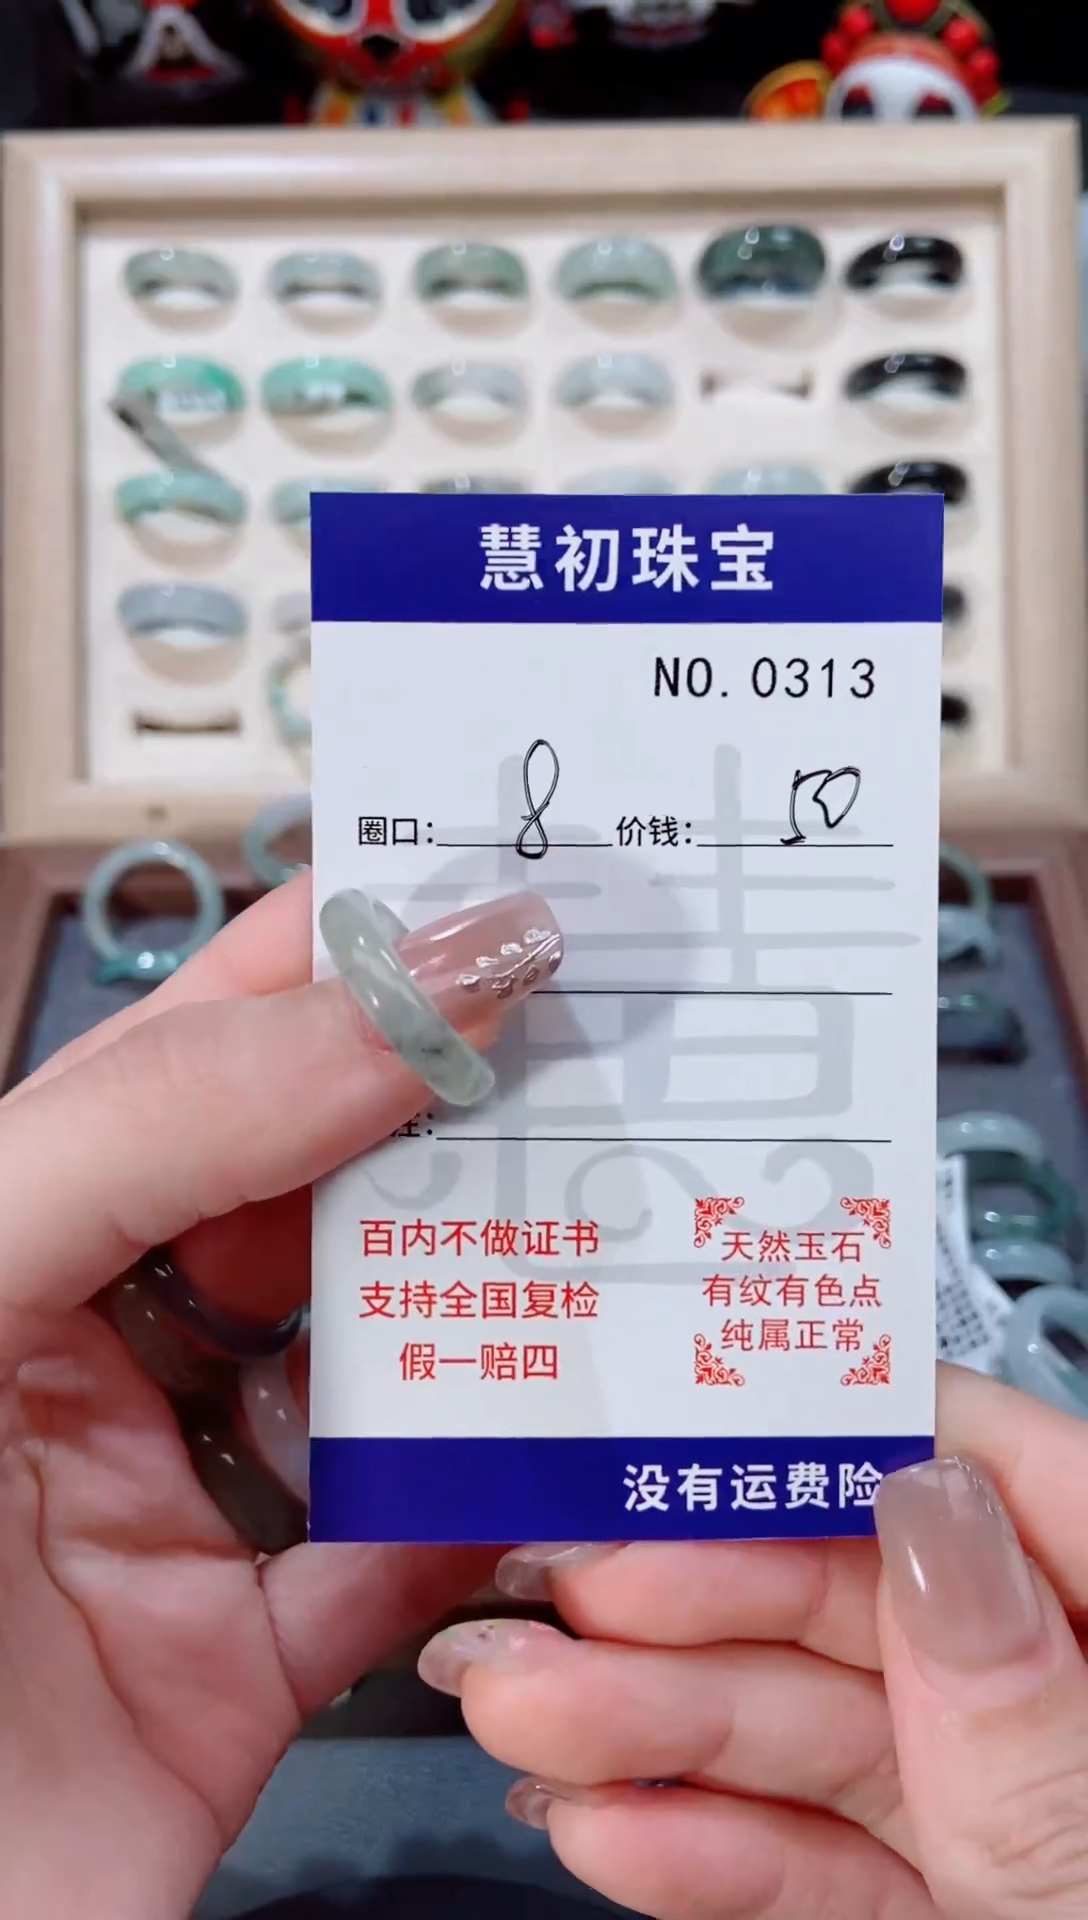 慧初珠宝
NO. 0313
圈口: 8 价钱: 50
注:
百内不做证书
支持全国复检
假一赔四
天然玉石
有纹有色点
纯属正常
没有运费险